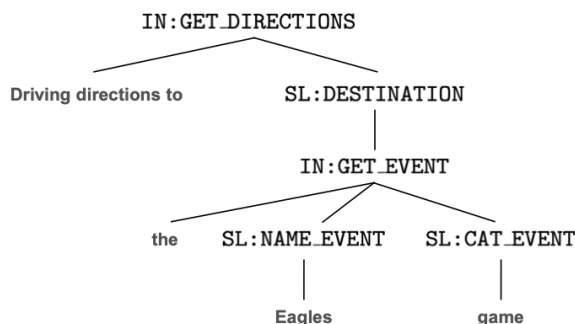 IN:GET_DIRECTIONS
Driving directions to
SL:DESTINATION
IN:GET_EVENT
the
SL:NAME_EVENT
SL:CAT_EVENT
Eagles
game